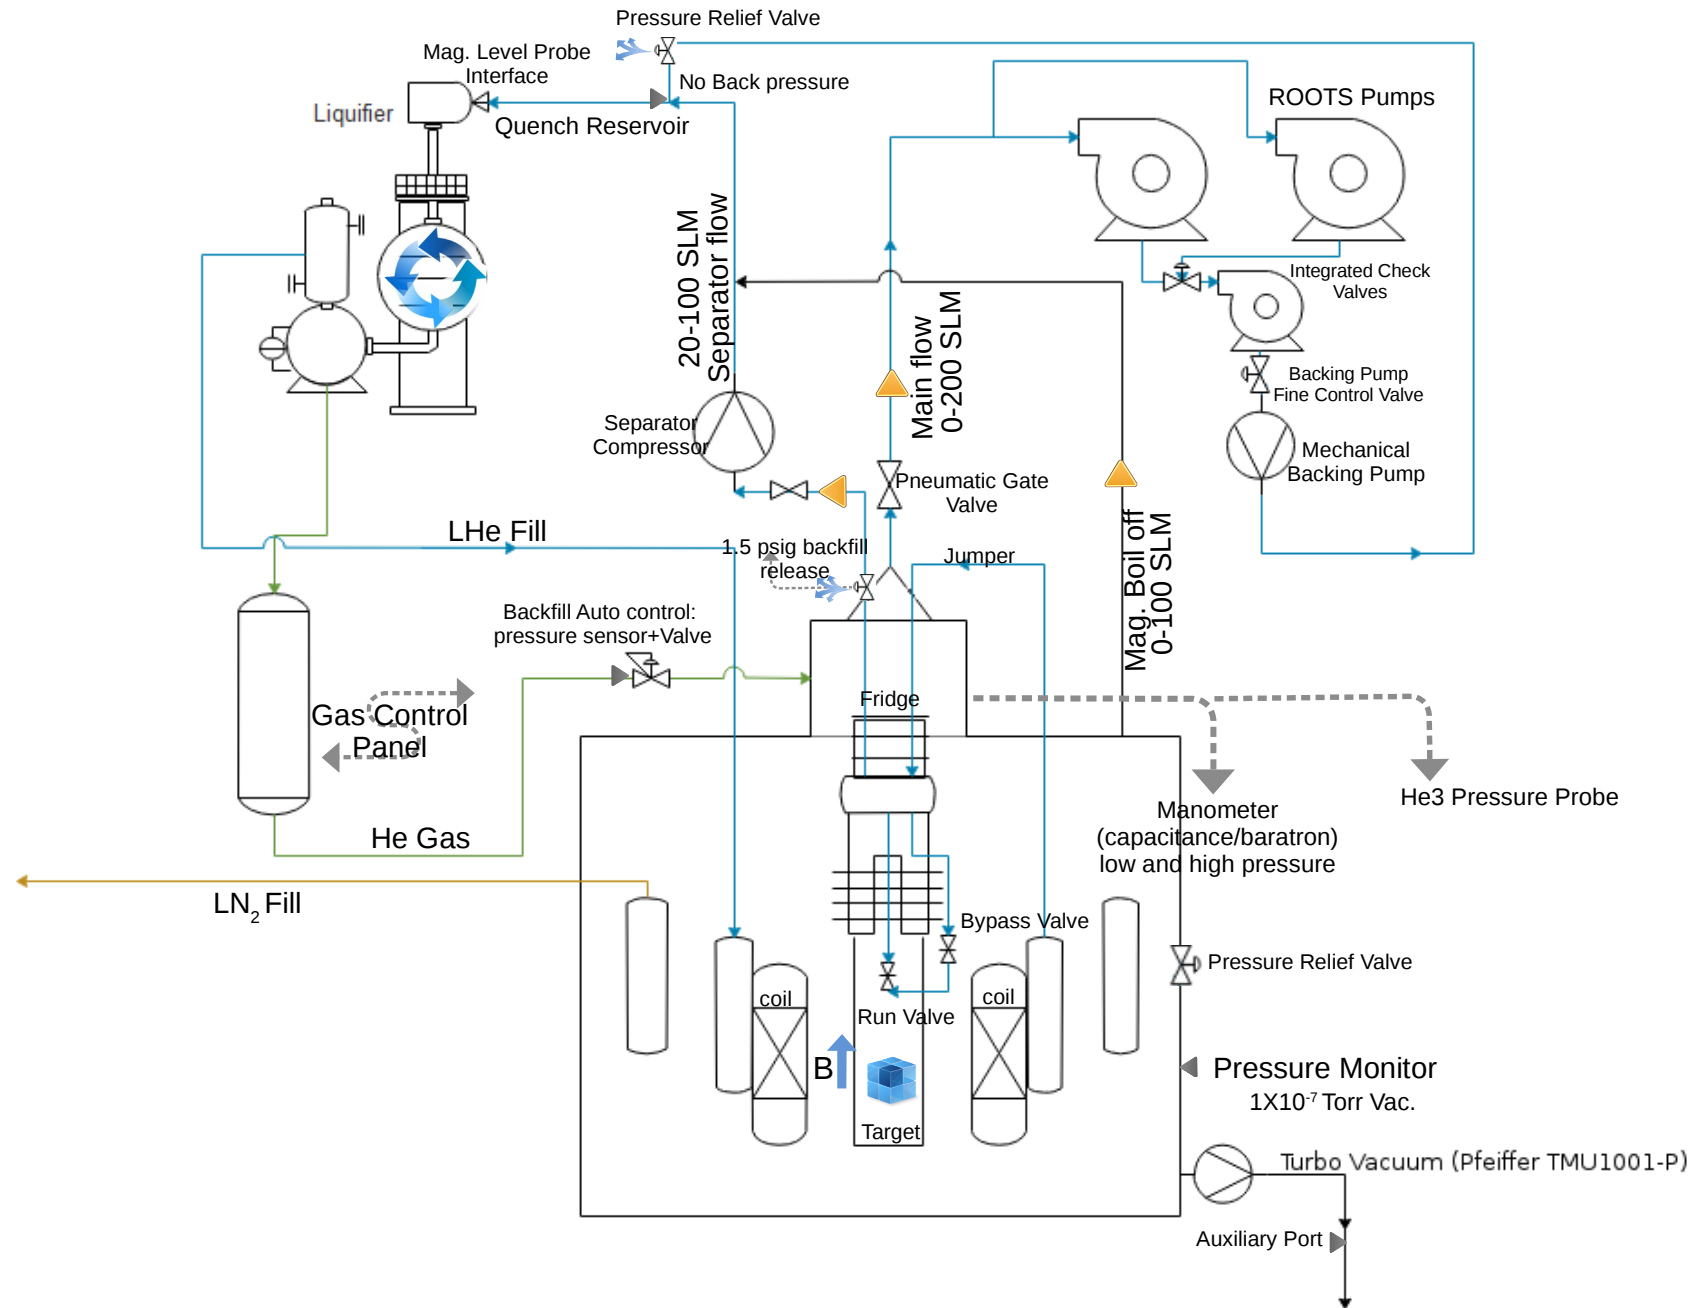 Pressure Relief Valve
Mag. Level Probe
Interface
No Back pressure
Liquifier
Quench Reservoir
ROOTS Pumps
20-100 SLM
Separator flow
Main flow
0-200 SLM
Integrated Check
Valves
Backing Pump
Fine Control Valve
Separator
Compressor
Mechanical
Backing Pump
Pneumatic Gate
Valve
LHe Fill
1.5 psig backfill
release
Jumper
Mag. Boil off
0-100 SLM
Backfill Auto control:
pressure sensor+Valve
Fridge
Gas Control
Panel
He3 Pressure Probe
Manometer
(capacitance/baratron)
low and high pressure
He Gas
LN2 Fill
Bypass Valve
Pressure Relief Valve
coil
coil
Run Valve
B
Pressure Monitor
1X10-7 Torr Vac.
Target
Turbo Vacuum (Pfeiffer TMU1001-P)
Auxiliary Port